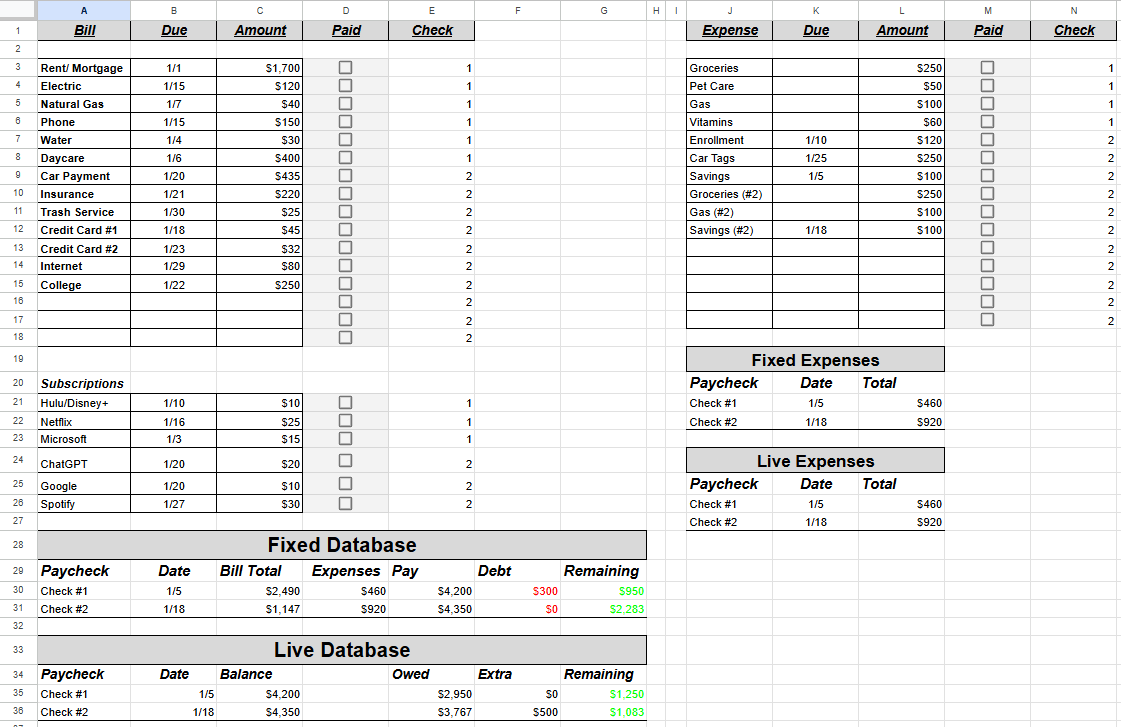 A B C D E F G H I J K L M N
1 Bill Due Amount Paid Check Expense Due Amount Paid Check
2
3 Rent/ Mortgage 1/1 $1,700 1 Groceries $250 1
4 Electric 1/15 $120 1 Pet Care $50 1
5 Natural Gas 1/7 $40 1 Gas $100 1
6 Phone 1/15 $150 1 Vitamins $60 1
7 Water 1/4 $30 1 Enrollment 1/10 $120 2
8 Daycare 1/6 $400 1 Car Tags 1/25 $250 2
9 Car Payment 1/20 $435 2 Savings 1/5 $100 2
10 Insurance 1/21 $220 2 Groceries (#2) $250 2
11 Trash Service 1/30 $25 2 Gas (#2) $100 2
12 Credit Card #1 1/18 $45 2 Savings (#2) 1/18 $100 2
13 Credit Card #2 1/23 $32 2 2
14 Internet 1/29 $80 2 2
15 College 1/22 $250 2 2
16 2 2
17 2 2
18 2
19 Fixed Expenses
20 Subscriptions Paycheck Date Total
21 Hulu/Disney+ 1/10 $10 1 Check #1 1/5 $460
22 Netflix 1/16 $25 1 Check #2 1/18 $920
23 Microsoft 1/3 $15 1
24 ChatGPT 1/20 $20 2 Live Expenses
25 Google 1/20 $10 2 Paycheck Date Total
26 Spotify 1/27 $30 2 Check #1 1/5 $460
27 Check #2 1/18 $920
28 Fixed Database
29 Paycheck Date Bill Total Expenses Pay Debt Remaining
30 Check #1 1/5 $2,490 $460 $4,200 $300 $950
31 Check #2 1/18 $1,147 $920 $4,350 $0 $2,283
32
33 Live Database
34 Paycheck Date Balance Owed Extra Remaining
35 Check #1 1/5 $4,200 $2,950 $0 $1,250
36 Check #2 1/18 $4,350 $3,767 $500 $1,083